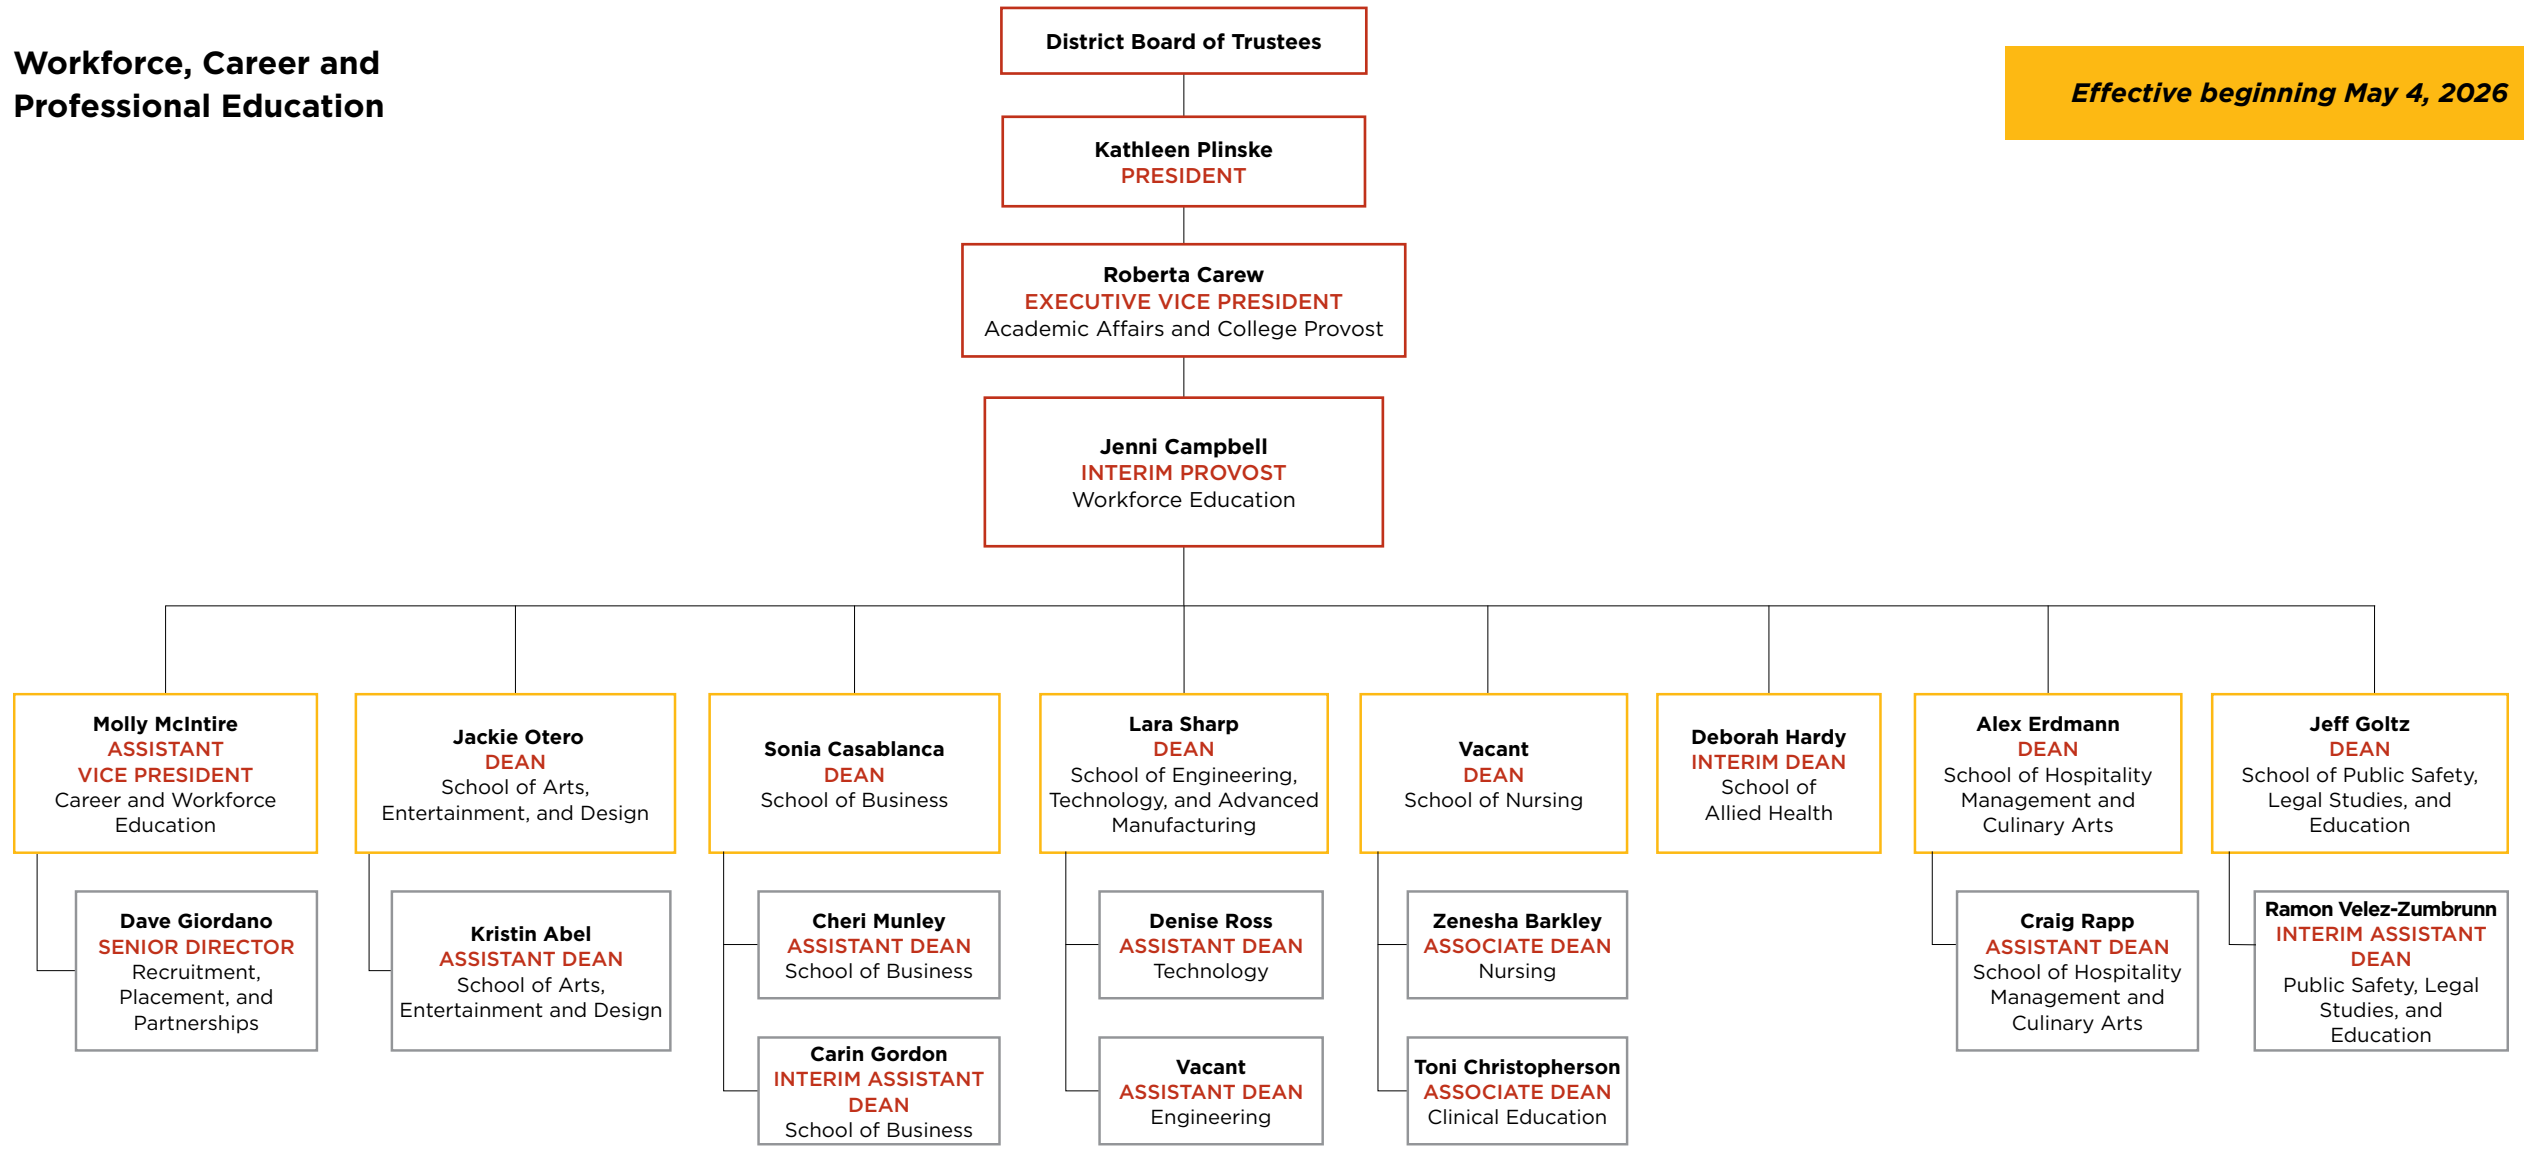 Workforce, Career and
Professional Education
Effective beginning May 4, 2026
District Board of Trustees
Kathleen Plinske
PRESIDENT
Roberta Carew
EXECUTIVE VICE PRESIDENT
Academic Affairs and College Provost
Jenni Campbell
INTERIM PROVOST
Workforce Education
Molly McIntire
ASSISTANT
VICE PRESIDENT
Career and Workforce
Education
Jackie Otero
DEAN
School of Arts,
Entertainment, and Design
Sonia Casablanca
DEAN
School of Business
Lara Sharp
DEAN
School of Engineering,
Technology, and Advanced
Manufacturing
Vacant
DEAN
School of Nursing
Deborah Hardy
INTERIM DEAN
School of
Allied Health
Alex Erdmann
DEAN
School of Hospitality
Management and
Culinary Arts
Jeff Goltz
DEAN
School of Public Safety,
Legal Studies, and
Education
Dave Giordano
SENIOR DIRECTOR
Recruitment,
Placement, and
Partnerships
Kristin Abel
ASSISTANT DEAN
School of Arts,
Entertainment and Design
Cheri Munley
ASSISTANT DEAN
School of Business
Denise Ross
ASSISTANT DEAN
Technology
Zenesha Barkley
ASSOCIATE DEAN
Nursing
Craig Rapp
ASSISTANT DEAN
School of Hospitality
Management and
Culinary Arts
Ramon Velez-Zumbrunn
INTERIM ASSISTANT
DEAN
Public Safety, Legal
Studies, and
Education
Carin Gordon
INTERIM ASSISTANT
DEAN
School of Business
Vacant
ASSISTANT DEAN
Engineering
Toni Christopherson
ASSOCIATE DEAN
Clinical Education